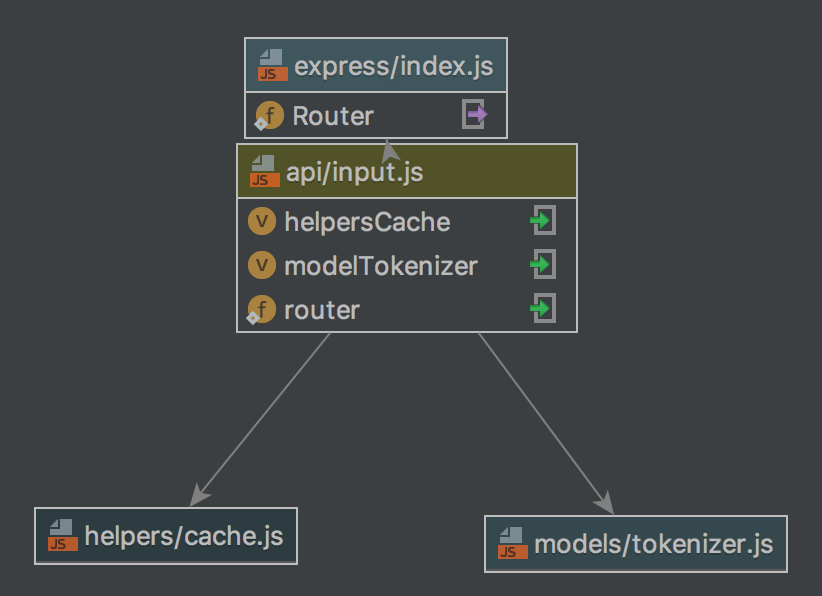 JS express/index.js
f Router
JS api/input.js
V helpersCache
V modelTokenizer
f router
JS helpers/cache.js
JS models/tokenizer.js